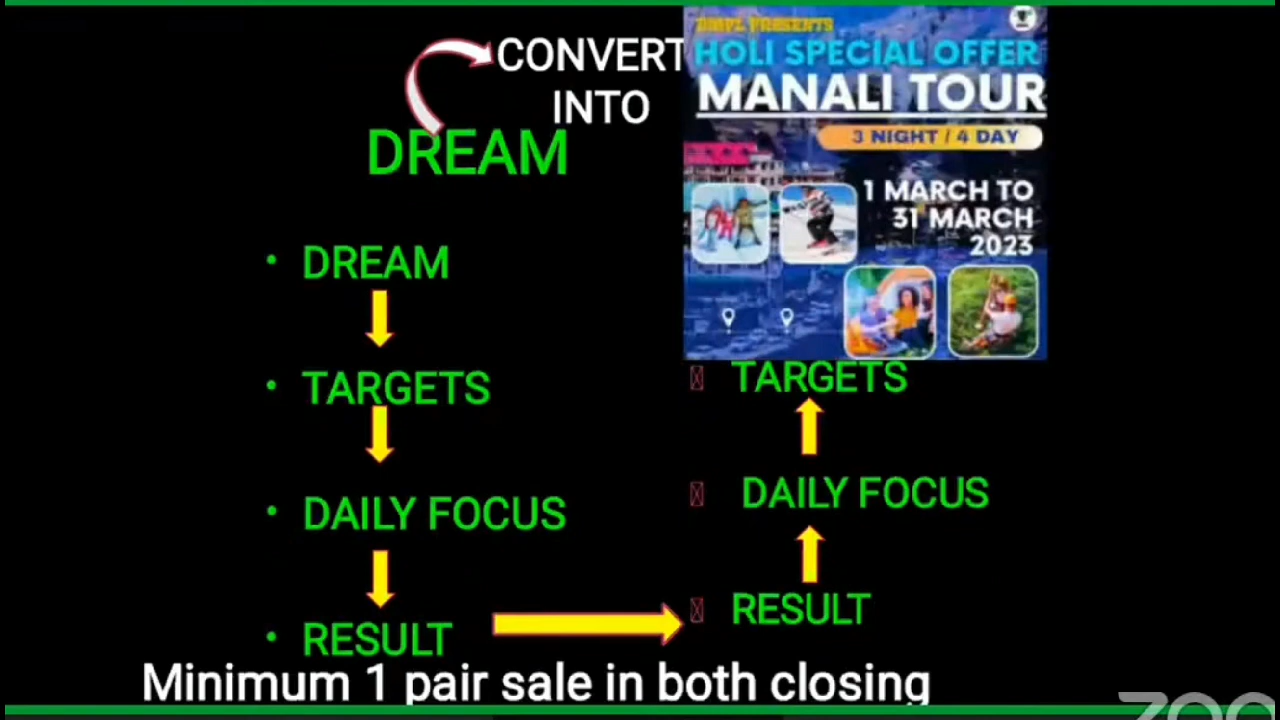 CONVERT
INTO
DREAM
DREAM
TARGETS
DAILY FOCUS
RESULT
PRESENTS
HOLI SPECIAL OFFER
MANALI TOUR
3 NIGHT / 4 DAY
1 MARCH TO
31 MARCH
2023
TARGETS
DAILY FOCUS
RESULT
Minimum 1 pair sale in both closing